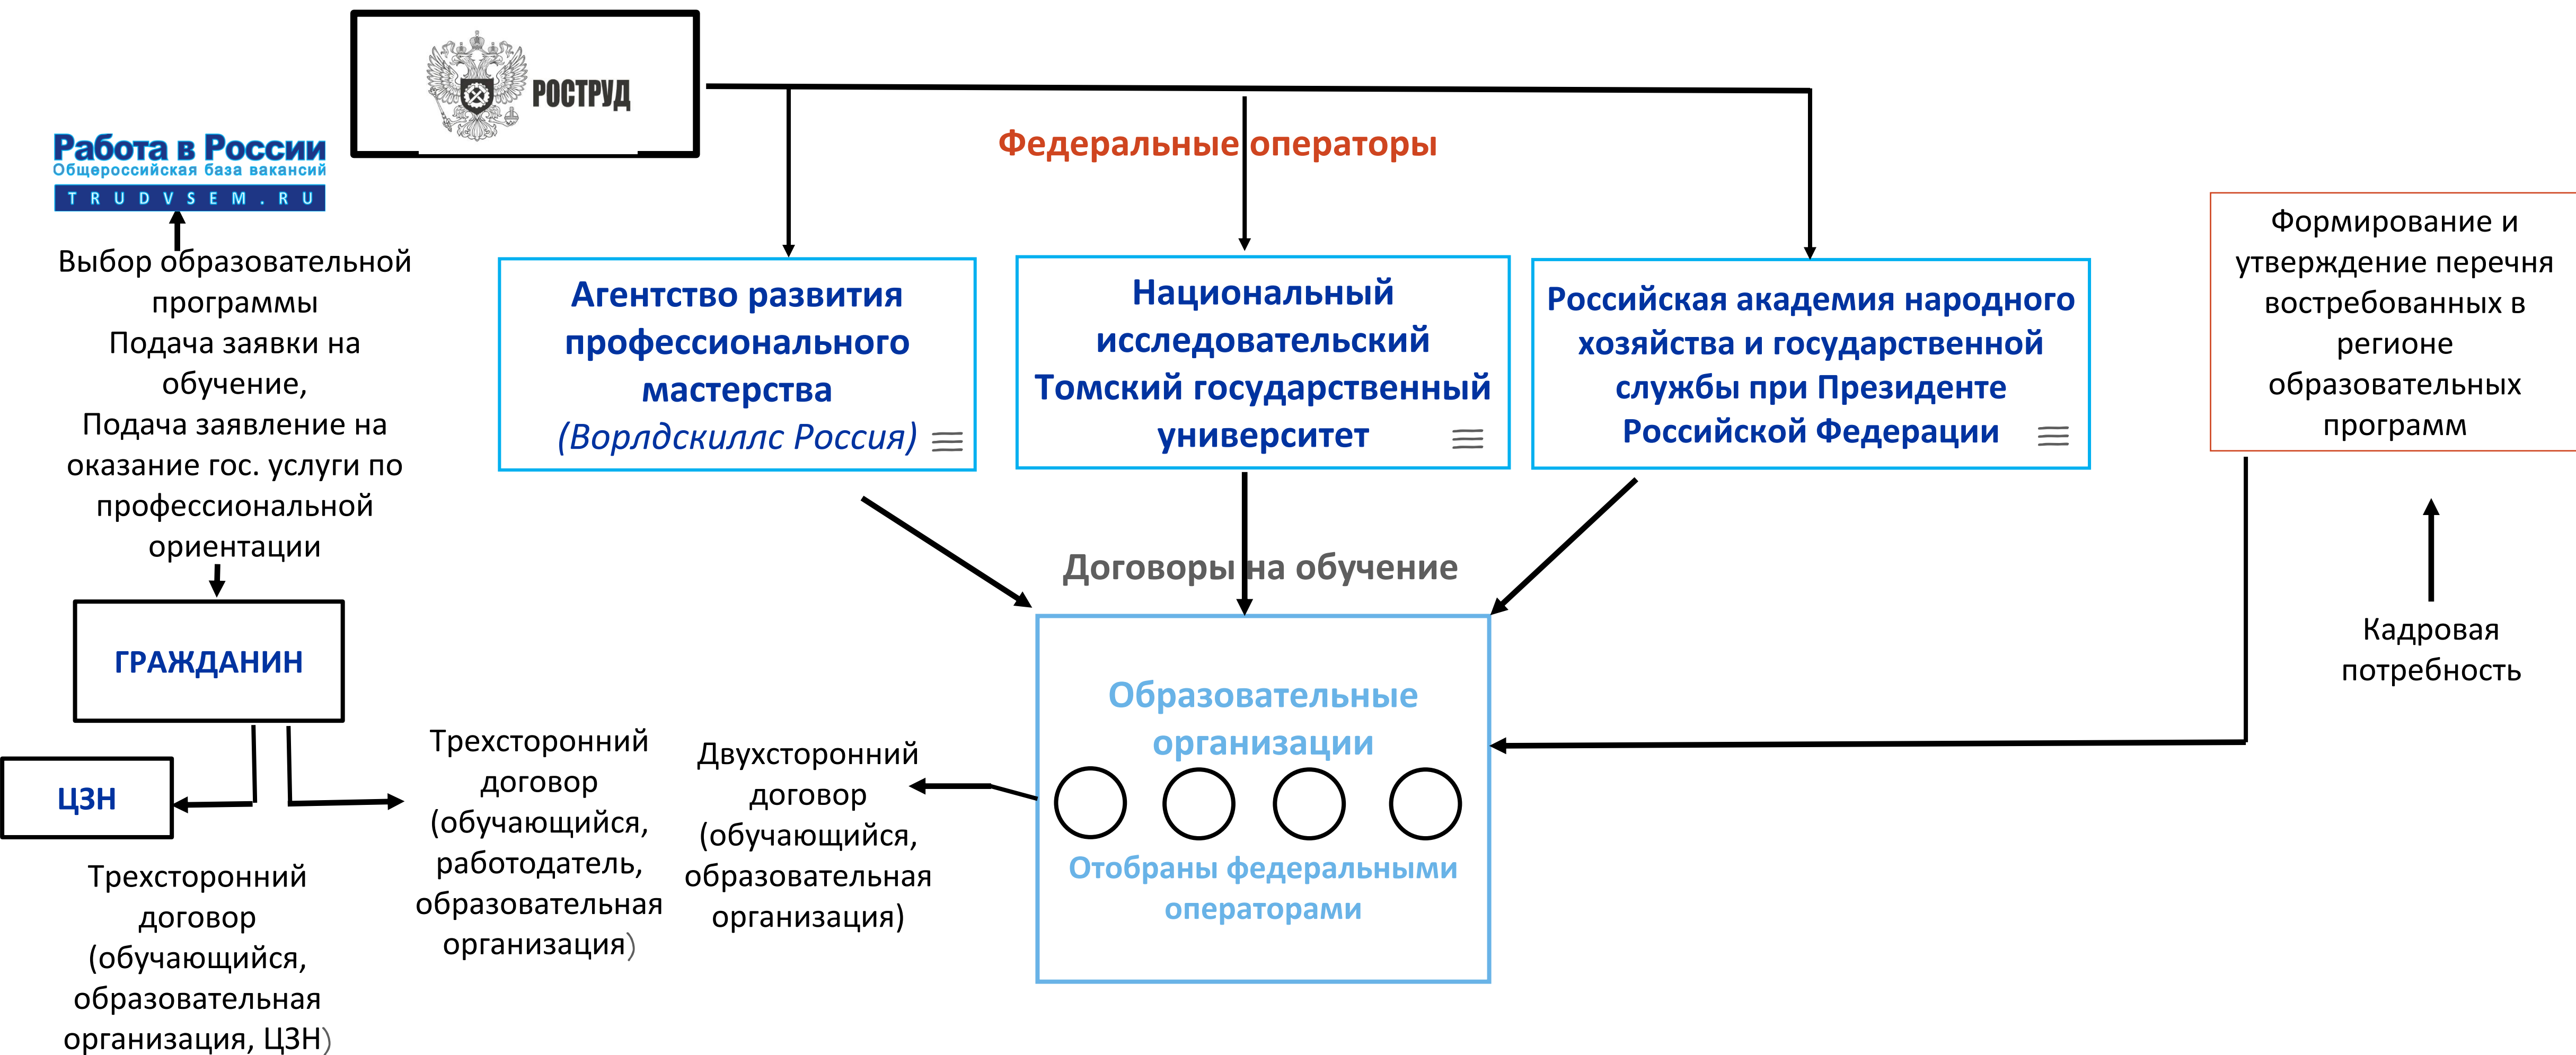 РОСТРУД
Работа в России
Общероссийская база вакансий
TRUDVSEM.RU
Федеральные операторы
Выбор образовательной
программы
Подача заявки на
обучение,
Подача заявление на
оказание гос. услуги по
профессиональной
ориентации
Агентство развития
профессионального
мастерства
(Ворлдскиллс Россия)
Национальный
исследовательский
Томский государственный
университет
Российская академия народного
хозяйства и государственной
службы при Президенте
Российской Федерации
Формирование и
утверждение перечня
востребованных в
регионе
образовательных
программ
Договоры на обучение
Кадровая
потребность
ГРАЖДАНИН
ЦЗН
Трехсторонний
договор
(обучающийся,
образовательная
организация, ЦЗН)
Трехсторонний
договор
(обучающийся,
работодатель,
образовательная
организация)
Двухсторонний
договор
(обучающийся,
образовательная
организация)
Образовательные
организации
Отобраны федеральными
операторами